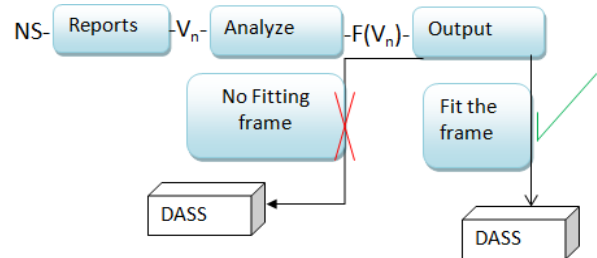 NS- Reports -Vn- Analyze -F(Vn)- Output
No Fitting
frame
Fit the
frame
DASS
DASS